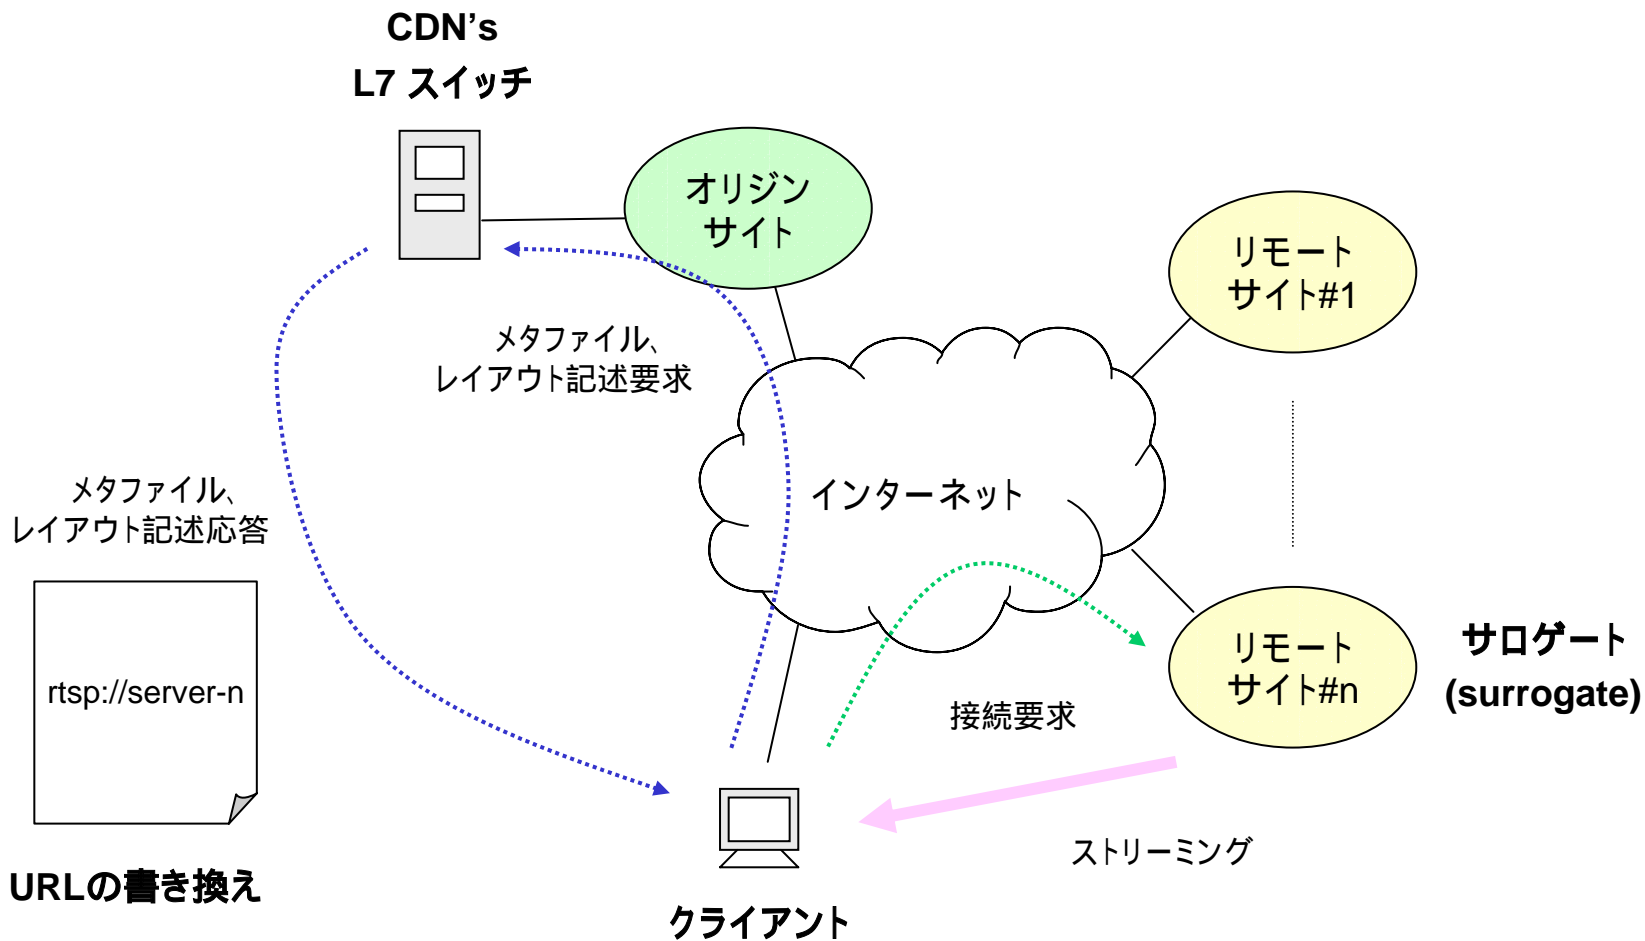 CDN's
L7 スイッチ
オリジン
サイト
リモート
サイト#1
メタファイル、
レイアウト記述要求
インターネット
メタファイル、
レイアウト記述応答
rtsp://server-n
URLの書き換え
リモート
サイト#n
サロゲート
(surrogate)
接続要求
ストリーミング
クライアント